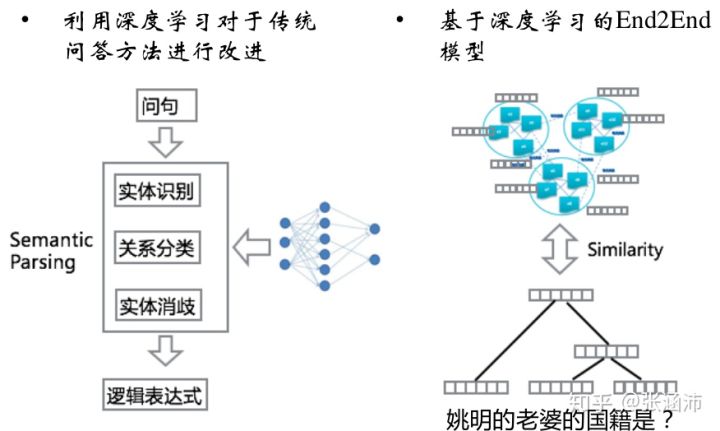 • 利用深度学习对于传统
问答方法进行改进
• 基于深度学习的End2End
模型
问句
Semantic
Parsing
实体识别
关系分类
实体消歧
逻辑表达式
Similarity
姚明的老婆的国籍是？
知乎 @张涵沛